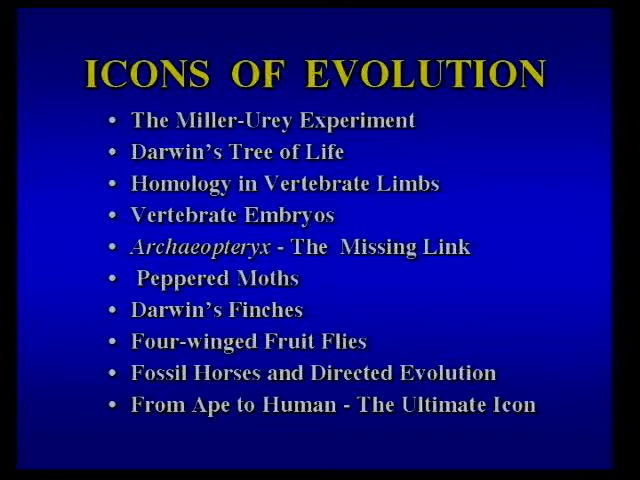 ICONS OF EVOLUTION
• The Miller-Urey Experiment
• Darwin's Tree of Life
• Homology in Vertebrate Limbs
• Vertebrate Embryos
• Archaeopteryx - The Missing Link
• Peppered Moths
• Darwin's Finches
• Four-winged Fruit Flies
• Fossil Horses and Directed Evolution
• From Ape to Human - The Ultimate Icon